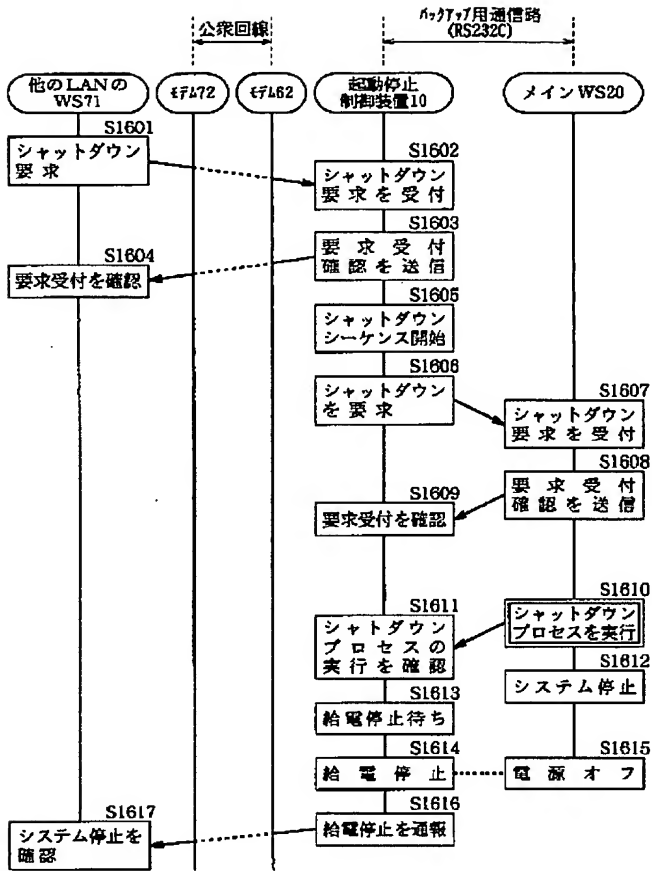 公衆回線
バックアップ用通信路
(RS232C)
他のLANの
WS71
モデム72
モデム62
起動停止
制御装置10
メインWS20
S1601
シャットダウン
要求
S1602
シャットダウン
要求を受付
S1603
要求受付
確認を送信
S1604
要求受付を確認
S1605
シャットダウン
シーケンス開始
S1606
シャットダウン
を要求
S1607
シャットダウン
要求を受付
S1608
要求受付
確認を送信
S1609
要求受付を確認
S1610
シャットダウン
プロセスを実行
S1611
シャトダウン
プロセスの
実行を確認
S1612
システム停止
S1613
給電停止待ち
S1614
給電停止
S1615
電源オフ
S1616
給電停止を通報
S1617
システム停止を
確認